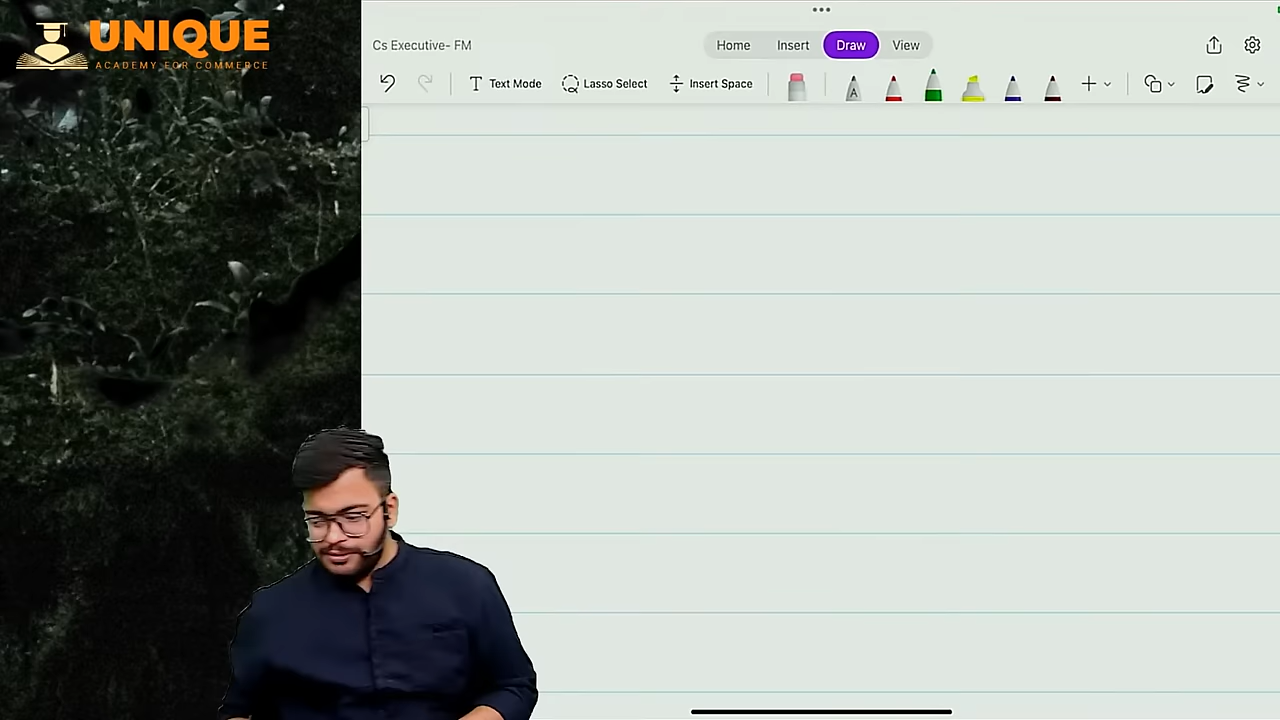 UNIQUE
ACADEMY FOR COMMERCE
Cs Executive- FM
Home
Insert
Draw
View
Text Mode
Lasso Select
Insert Space
A